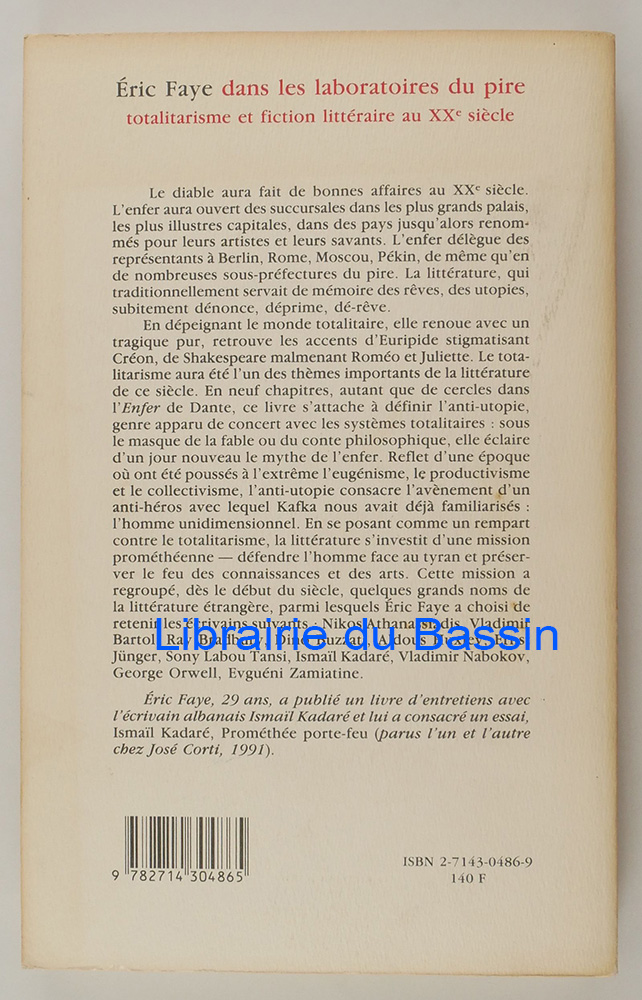 Éric Faye dans les laboratoires du pire
totalitarisme et fiction littéraire au XXe siècle
Le diable aura fait de bonnes affaires au XXe siècle.
L'enfer aura ouvert des succursales dans les plus grands palais,
les plus illustres capitales, dans des pays jusqu'alors renom-
més pour leurs artistes et leurs savants. L'enfer délègue des
représentants à Berlin, Rome, Moscou, Pékin, de même qu'en
de nombreuses sous-préfectures du pire. La littérature, qui
traditionnellement servait de mémoire des rêves, des utopies,
subitement dénonce, déprime, dé-rêve.
En dépeignant le monde totalitaire, elle renoue avec un
tragique pur, retrouve les accents d'Euripide stigmatisant
Créon, de Shakespeare malmenant Roméo et Juliette. Le tota-
litarisme aura été l'un des thèmes importants de la littérature
de ce siècle. En neuf chapitres, autant que de cercles dans
l'Enfer de Dante, ce livre s'attache à définir l'anti-utopie,
genre apparu de concert avec les systèmes totalitaires : sous
le masque de la fable ou du conte philosophique, elle éclaire
d'un jour nouveau le mythe de l'enfer. Reflet d'une époque
où ont été poussés à l'extrême l'eugénisme, le productivisme
et le collectivisme, l'anti-utopie consacre l'avènement d'un
anti-héros avec lequel Kafka nous avait déjà familiarisés :
l'homme unidimensionnel. En se posant comme un rempart
contre le totalitarisme, la littérature s'investit d'une mission
prométhéenne — défendre l'homme face au tyran et préser-
ver le feu des connaissances et des arts. Cette mission a
regroupé, dès le début du siècle, quelques grands noms de
la littérature étrangère, parmi lesquels Éric Faye a choisi de
retenir les écrivains suivants : Nikos Athanassiadis, Vladimir
Librairie du Bassin
Bartol, Ray Bradbury, Dino Buzzati, Aldous Huxley, Ernst
Jünger, Sony Labou Tansi, Ismaïl Kadaré, Vladimir Nabokov,
George Orwell, Evguéni Zamiatine.
Éric Faye, 29 ans, a publié un livre d'entretiens avec
l'écrivain albanais Ismaïl Kadaré et lui a consacré un essai,
Ismaïl Kadaré, Prométhée porte-feu (parus l'un et l'autre
chez José Corti, 1991).
9 782714 304865
ISBN 2-7143-0486-9
140 F